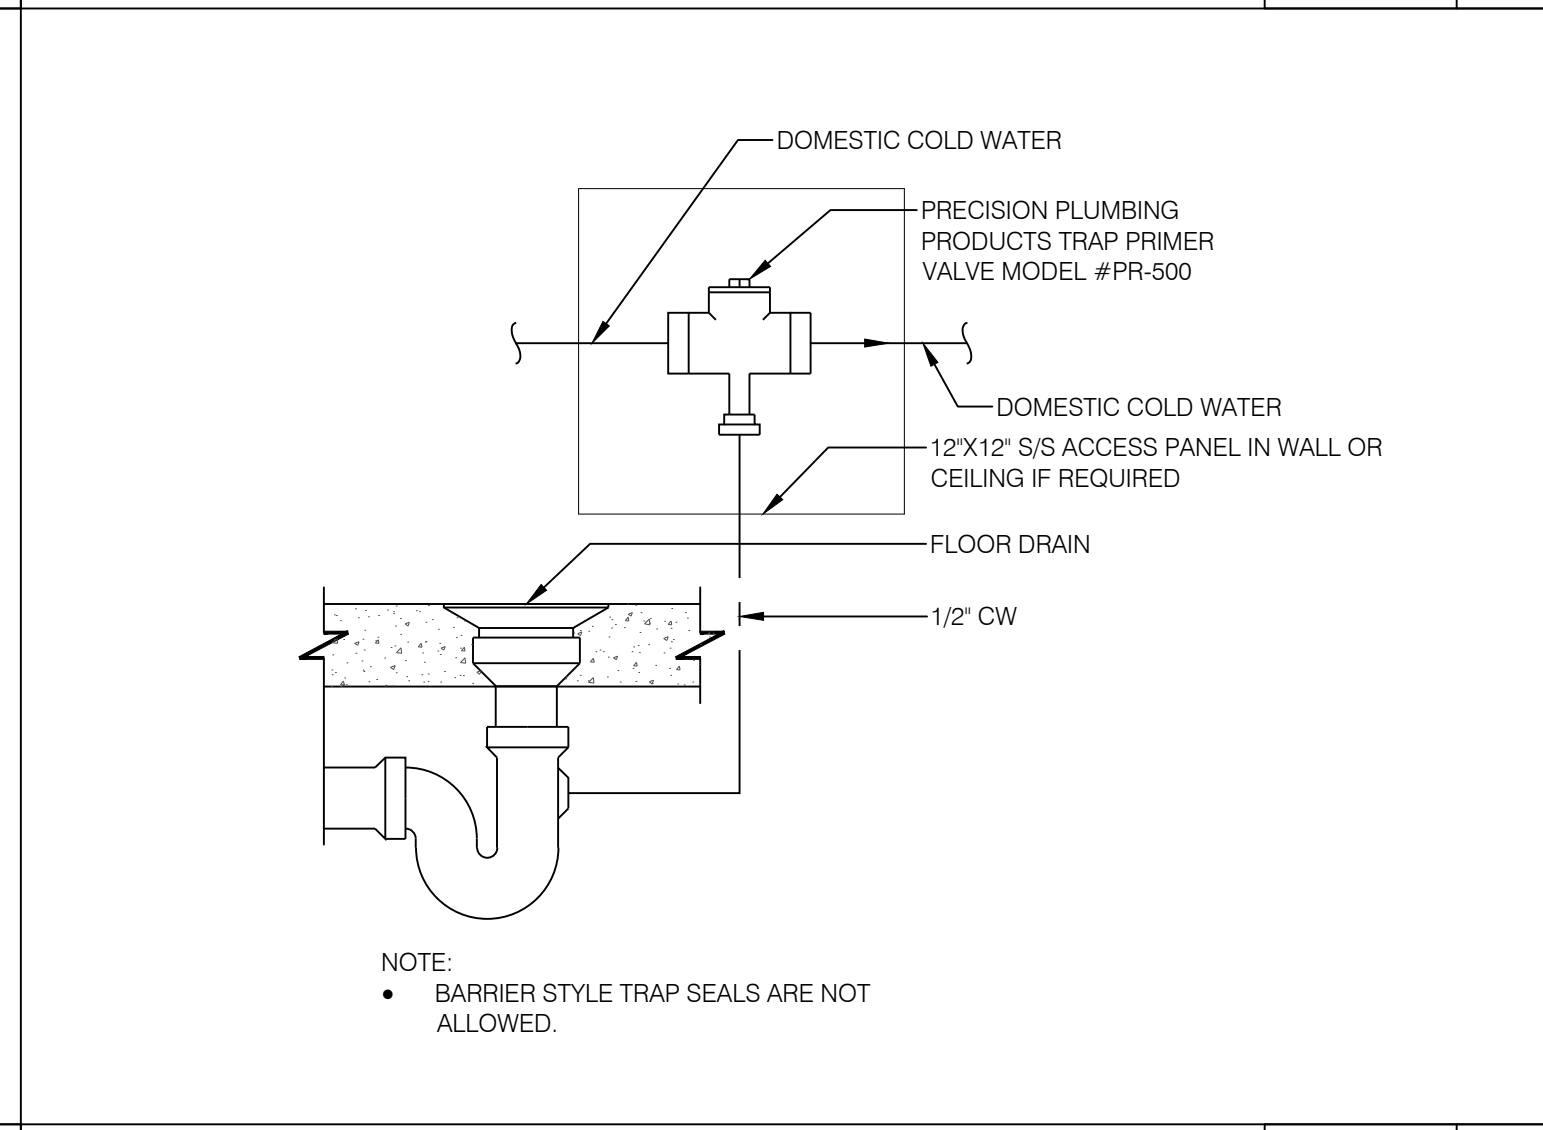 DOMESTIC COLD WATER
PRECISION PLUMBING
PRODUCTS TRAP PRIMER
VALVE MODEL #PR-500
DOMESTIC COLD WATER
12"X12" S/S ACCESS PANEL IN WALL OR
CEILING IF REQUIRED
FLOOR DRAIN
1/2" CW
NOTE:
• BARRIER STYLE TRAP SEALS ARE NOT
ALLOWED.